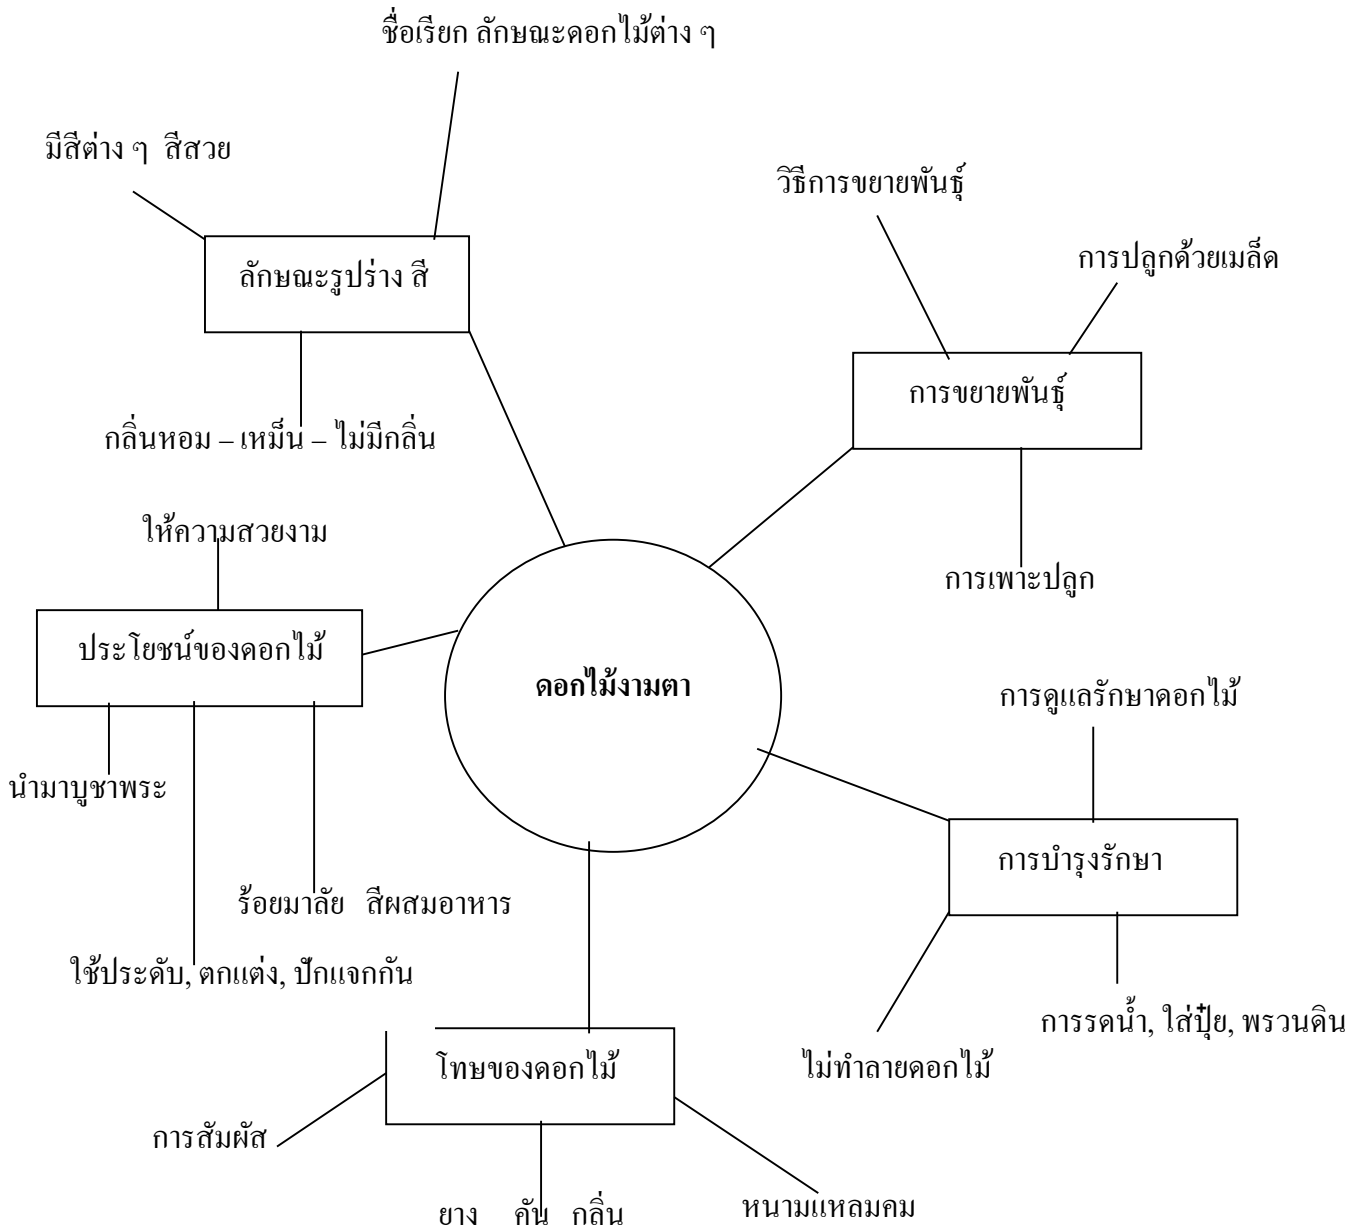 ชื่อเรียก ลักษณะดอกไม้ต่าง ๆ
มีสีต่าง ๆ สีสวย
วิธีการขยายพันธุ์
การปลูกด้วยเมล็ด
ลักษณะรูปร่าง สี
การขยายพันธุ์
กลิ่นหอม – เหม็น – ไม่มีกลิ่น
ให้ความสวยงาม
การเพาะปลูก
ประโยชน์ของดอกไม้
ดอกไม้งามตา
การดูแลรักษาดอกไม้
นำมาบูชาพระ
การบำรุงรักษา
ร้อยมาลัย สีผสมอาหาร
ใช้ประดับ, ตกแต่ง, ปักแจกกัน
การรดน้ำ, ใส่ปุ๋ย, พรวนดิน
ไม่ทำลายดอกไม้
โทษของดอกไม้
การสัมผัส
ยาง คัน กลิ่น
หนามแหลมคม